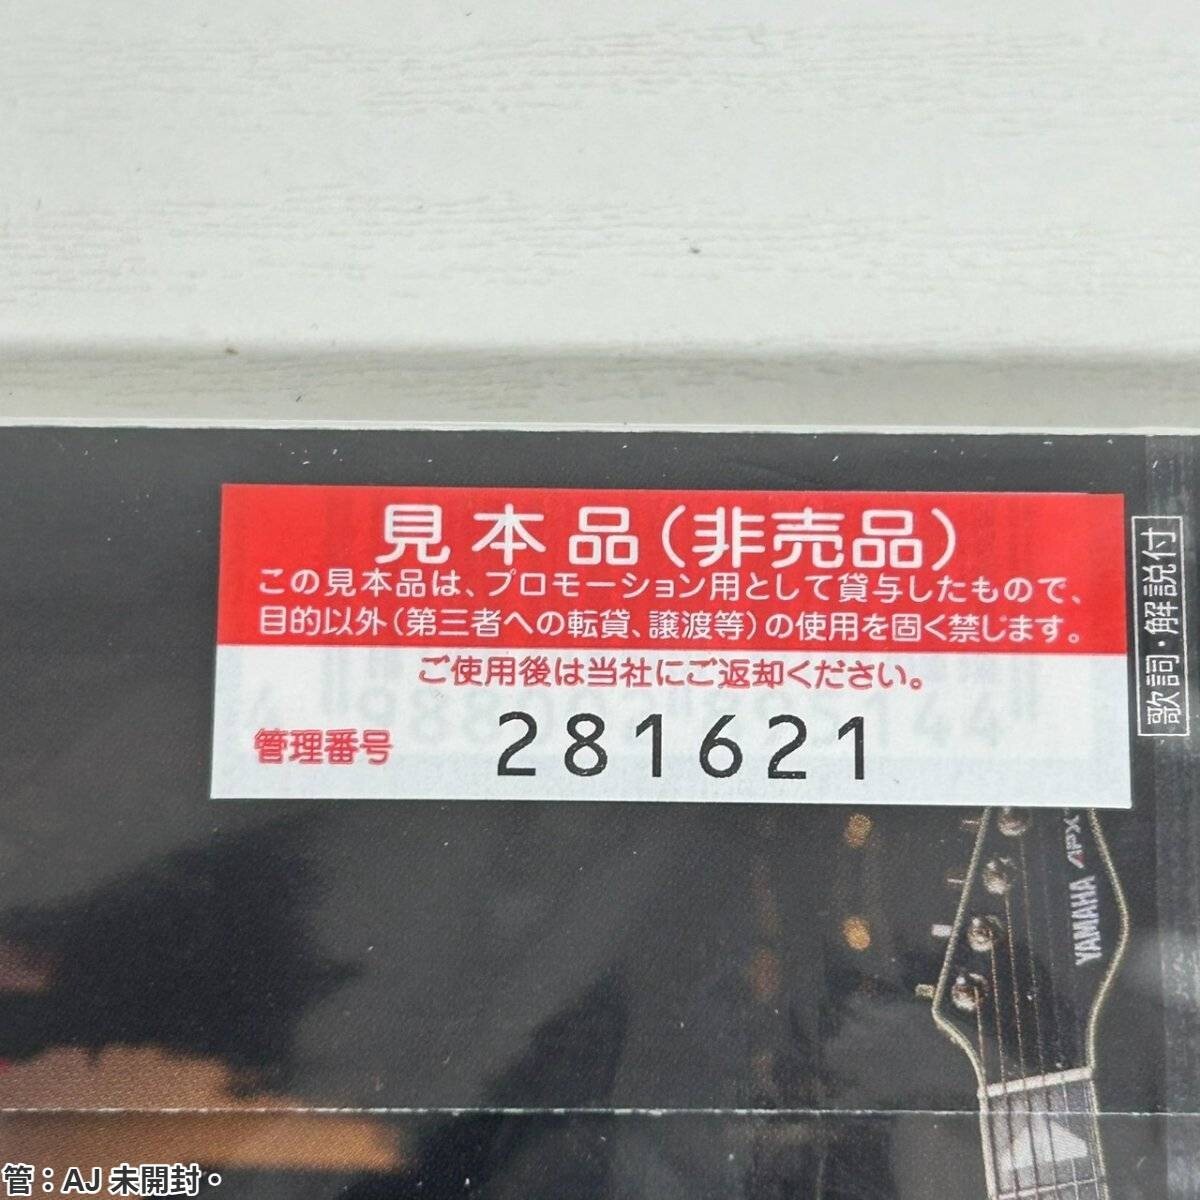 見本品(非売品)
この見本品は、プロモーション用として貸与したもので、
目的以外(第三者への転貸、譲渡等)の使用を固く禁じます。
ご使用後は当社にご返却ください。
管理番号 281621
歌詞・解説付
YAMAHA APX
管：AJ 未開封・